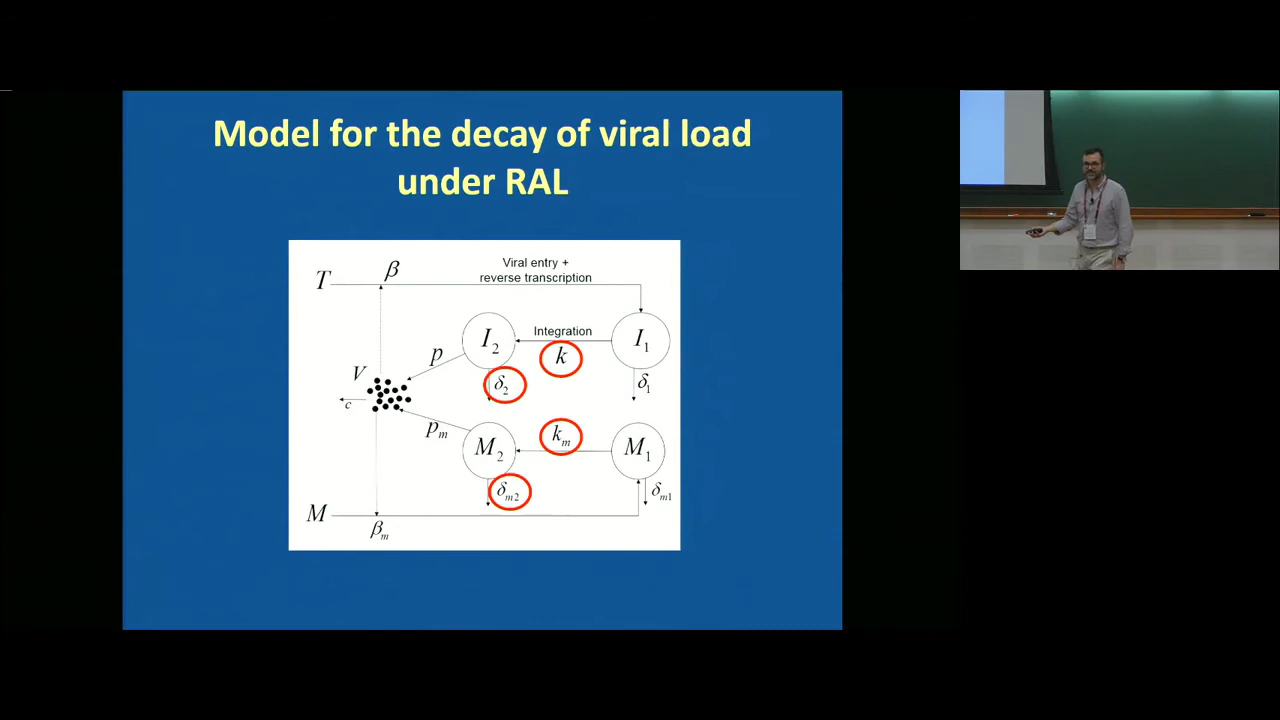 Model for the decay of viral load
under RAL
T
β
Viral entry +
reverse transcription
I₂
Integration
I₁
k
p
V
δ₂
δ₁
c
pₘ
M₂
kₘ
M₁
δₘ₂
δₘ₁
M
βₘ